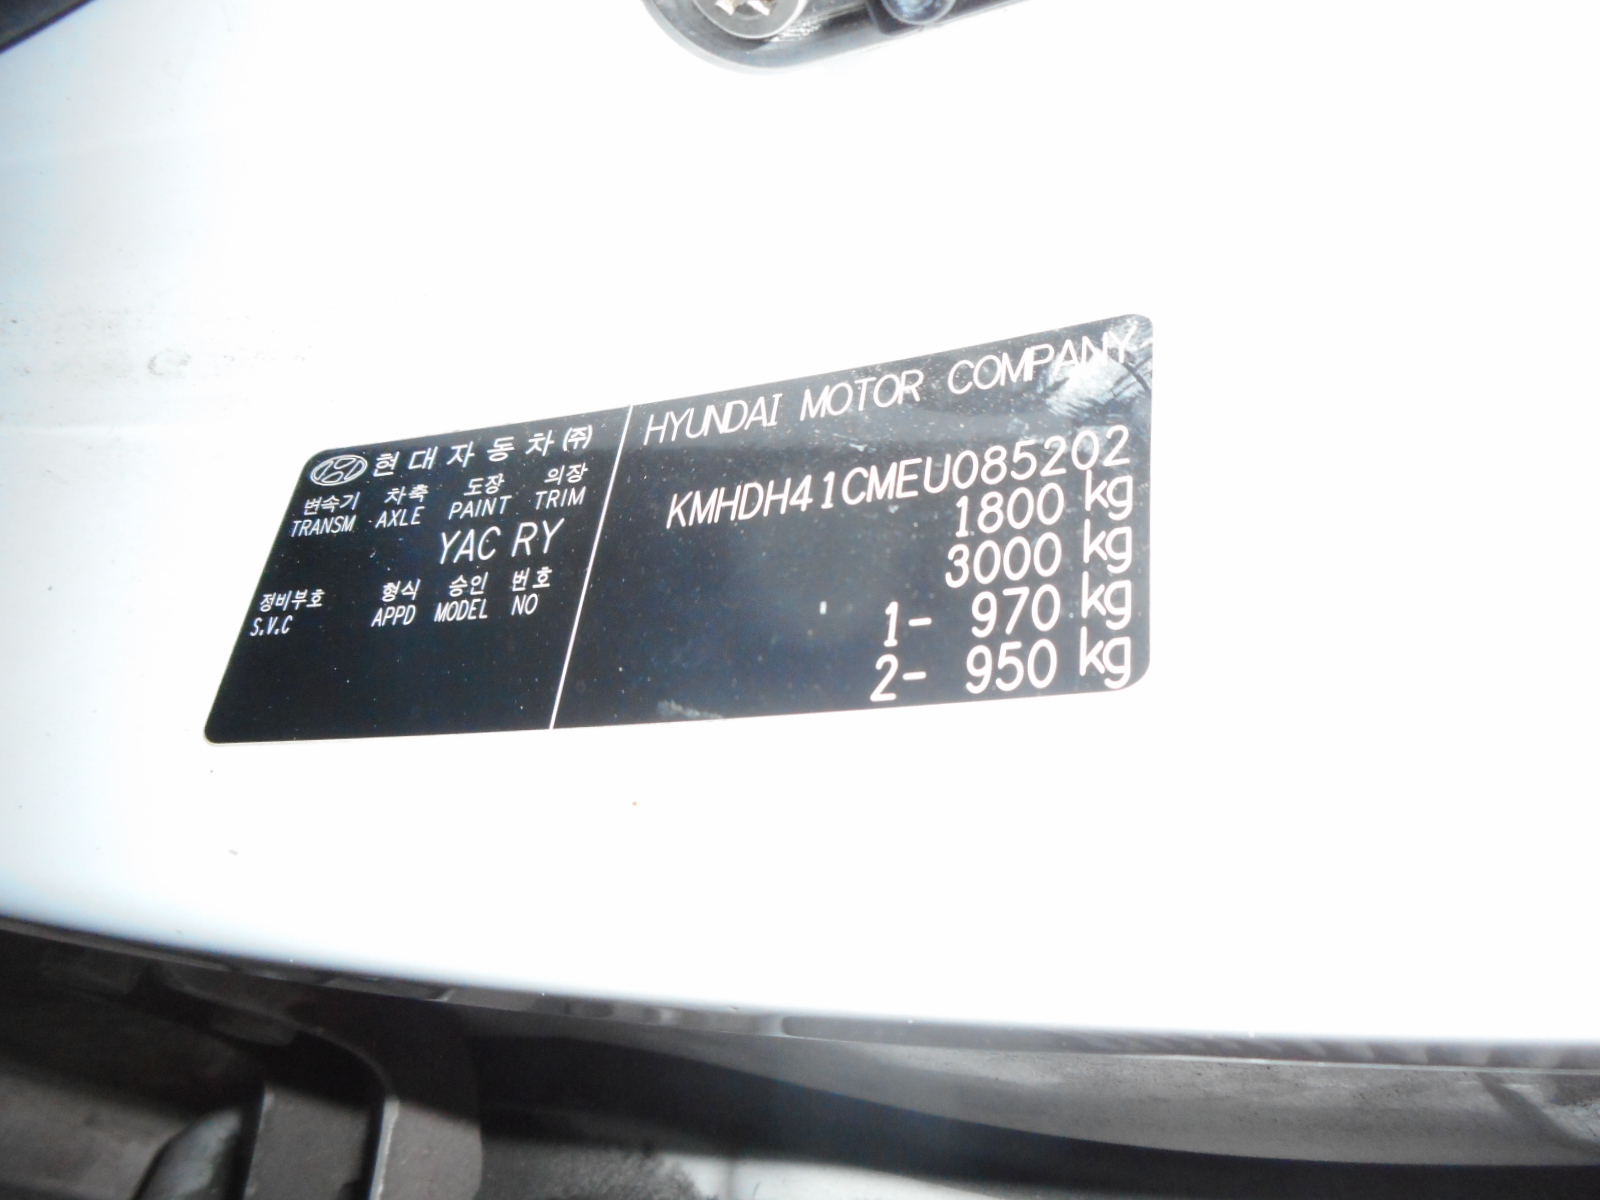 현대자동차(주)
변속기 차축 도장 의장
TRANSM AXLE PAINT TRIM
YAC RY
정비부호 형식 승인 번호
S.V.C APPD MODEL NO
HYUNDAI MOTOR COMPANY
KMHDH41CMEU085202
1800 kg
3000 kg
1- 970 kg
2- 950 kg